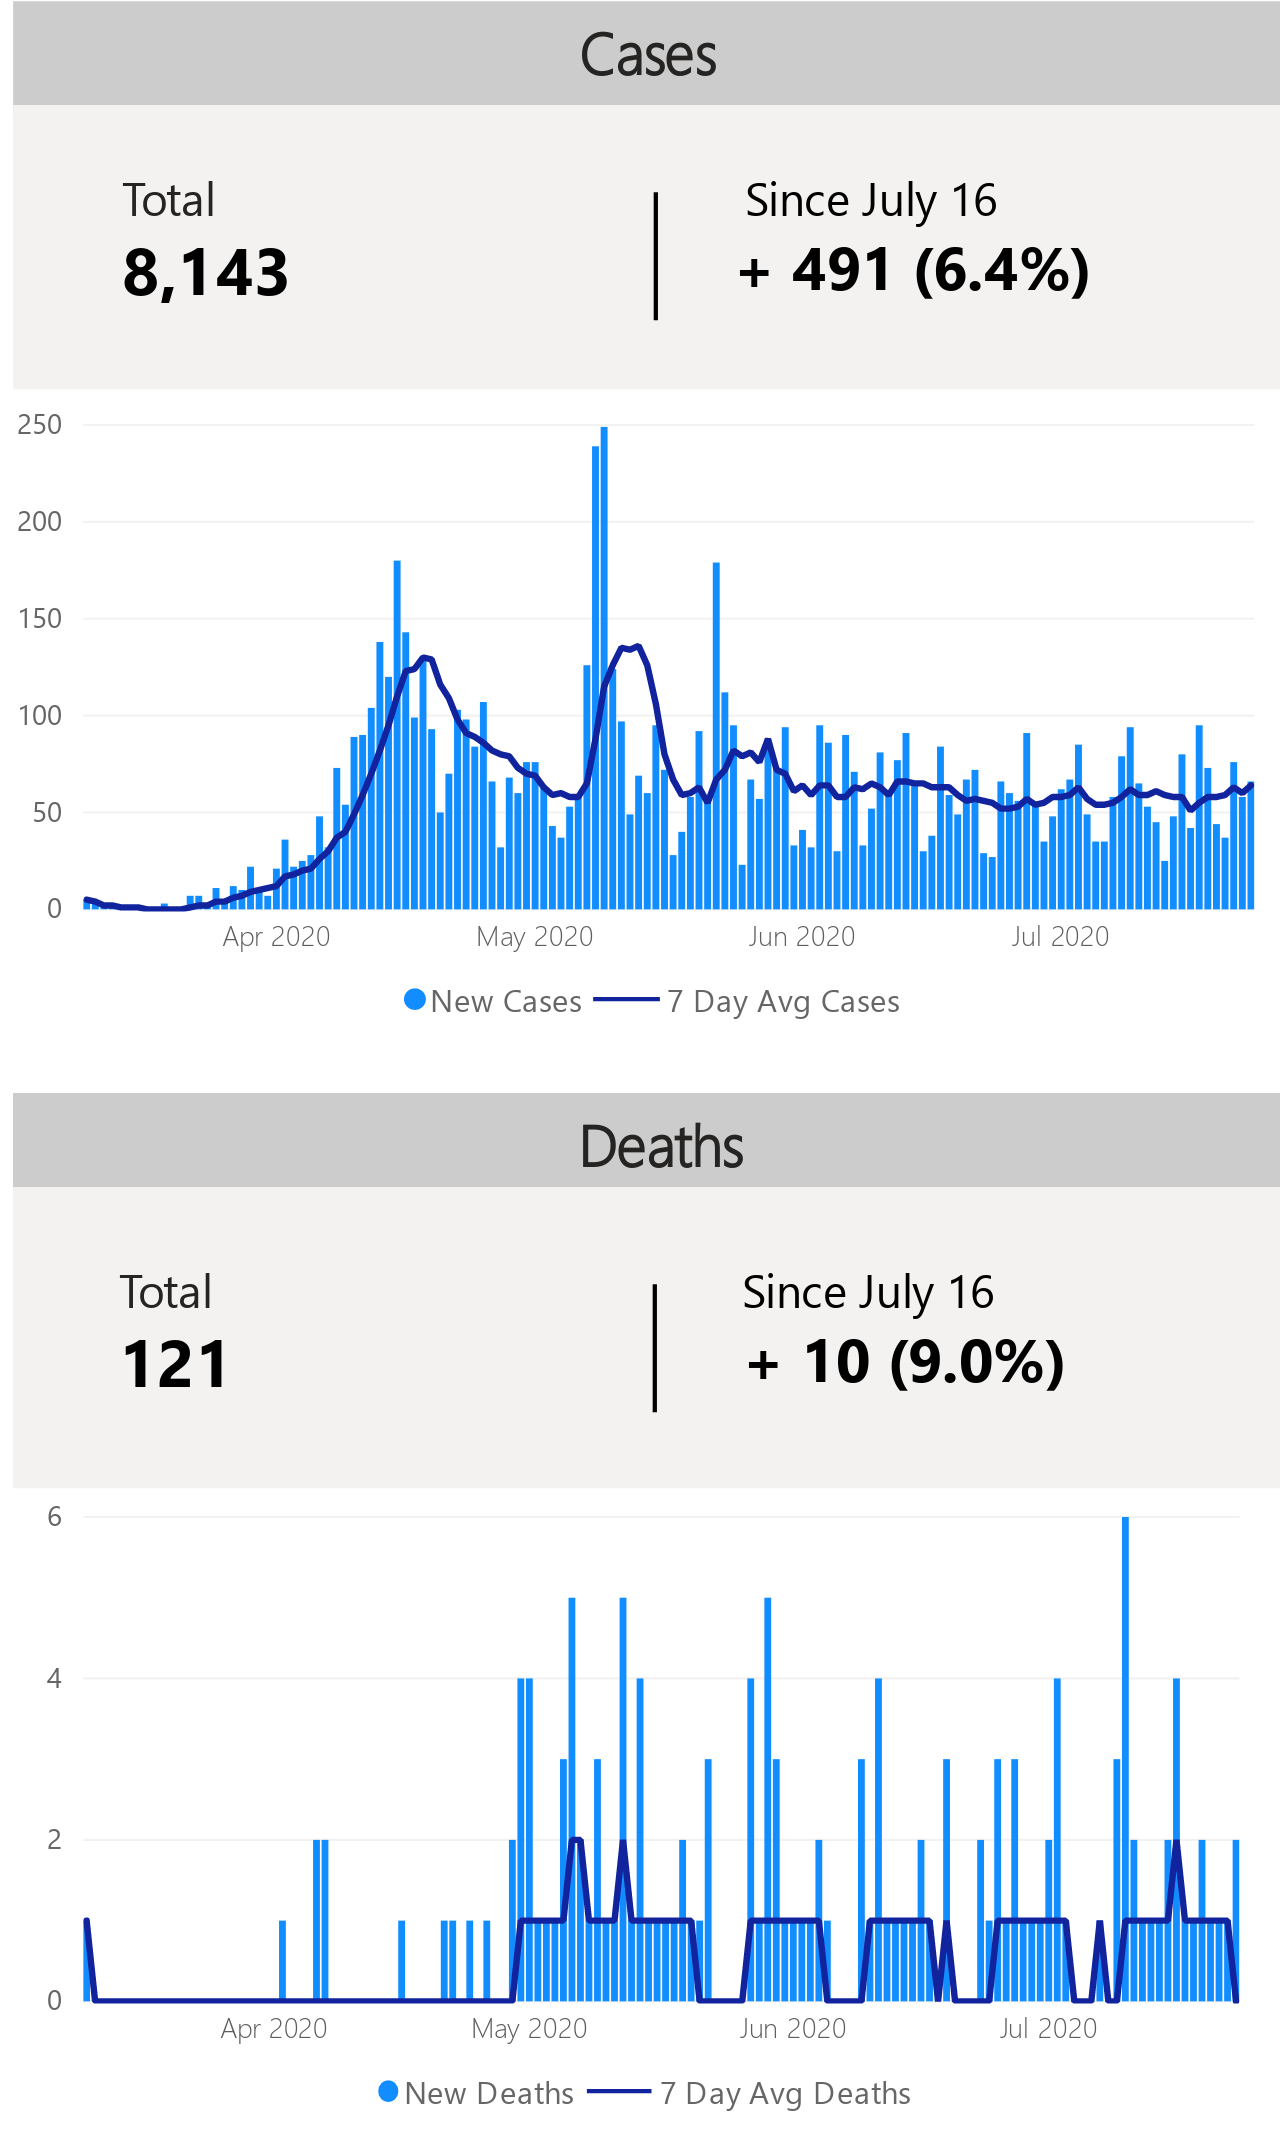 Cases
Total
Since July 16
8,143
+ 491 (6.4%)
250
200
150
100
50
0
Apr 2020
May 2020
Jun 2020
Jul 2020
New Cases
7 Day Avg Cases
Deaths
Total
Since July 16
121
+ 10 (9.0%)
6
4
2
0
Apr 2020
May 2020
Jun 2020
Jul 2020
New Deaths
7 Day Avg Deaths